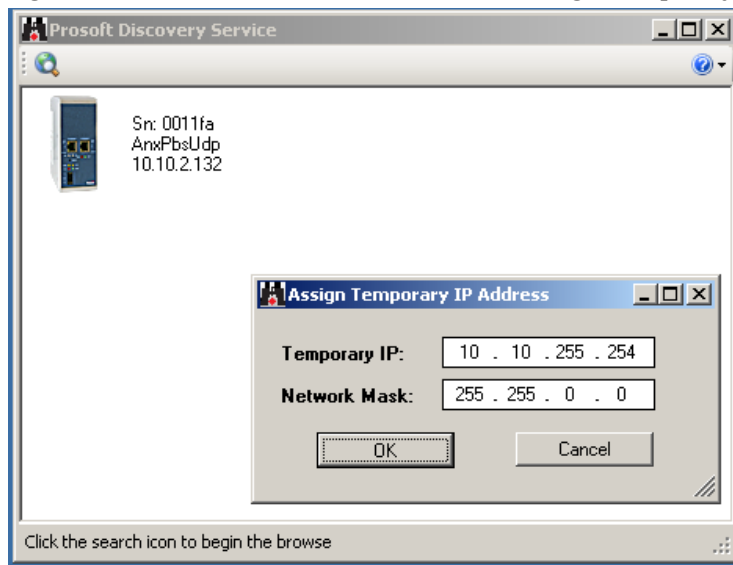 Prosoft Discovery Service
Sn: 0011fa
AnxPbsUdp
10.10.2.132
Assign Temporary IP Address
Temporary IP: 10 . 10 . 255 . 254
Network Mask: 255 . 255 . 0 . 0
OK Cancel
Click the search icon to begin the browse